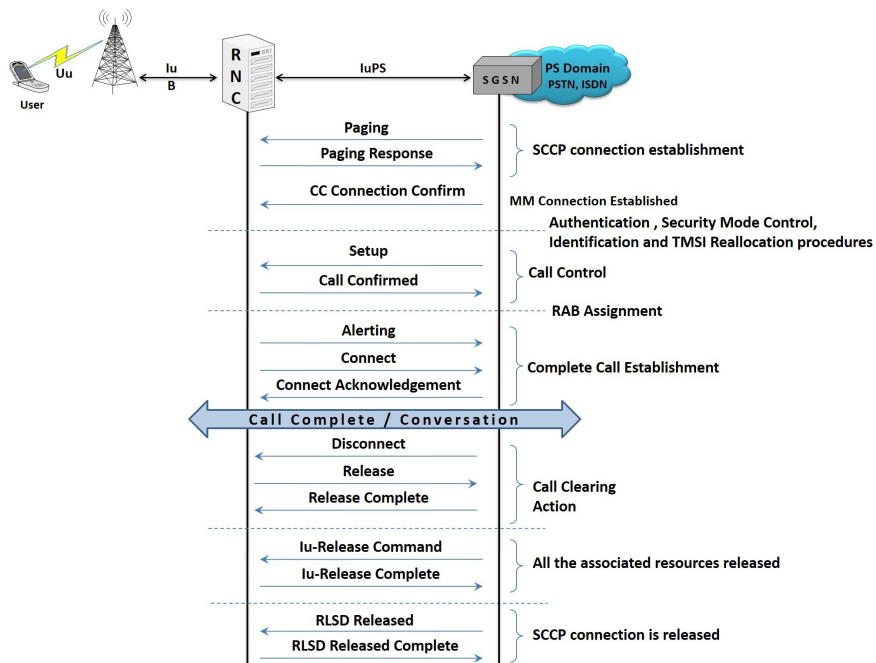 User
Uu
Iu
B
R
N
C
IuPS
SGSN
PS Domain
PSTN, ISDN
Paging
Paging Response
SCCP connection establishment
CC Connection Confirm
MM Connection Established
Authentication , Security Mode Control,
Identification and TMSI Reallocation procedures
Setup
Call Confirmed
Call Control
RAB Assignment
Alerting
Connect
Connect Acknowledgement
Complete Call Establishment
Call Complete / Conversation
Disconnect
Release
Release Complete
Call Clearing
Action
Iu-Release Command
Iu-Release Complete
All the associated resources released
RLSD Released
RLSD Released Complete
SCCP connection is released